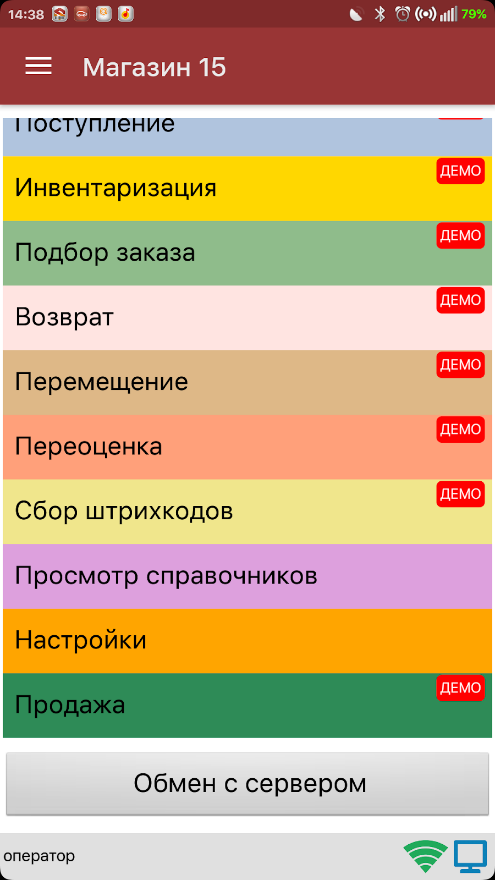 14:38
79%
Магазин 15
Поступление
Инвентаризация
ДЕМО
Подбор заказа
ДЕМО
Возврат
ДЕМО
Перемещение
ДЕМО
Переоценка
ДЕМО
Сбор штрихкодов
ДЕМО
Просмотр справочников
Настройки
Продажа
ДЕМО
Обмен с сервером
оператор